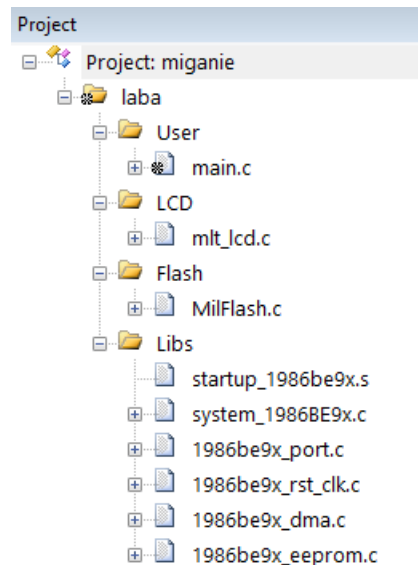 Project
Project: miganie
laba
User
main.c
LCD
mlt_lcd.c
Flash
MilFlash.c
Libs
startup_1986be9x.s
system_1986BE9x.c
1986be9x_port.c
1986be9x_rst_clk.c
1986be9x_dma.c
1986be9x_eeprom.c